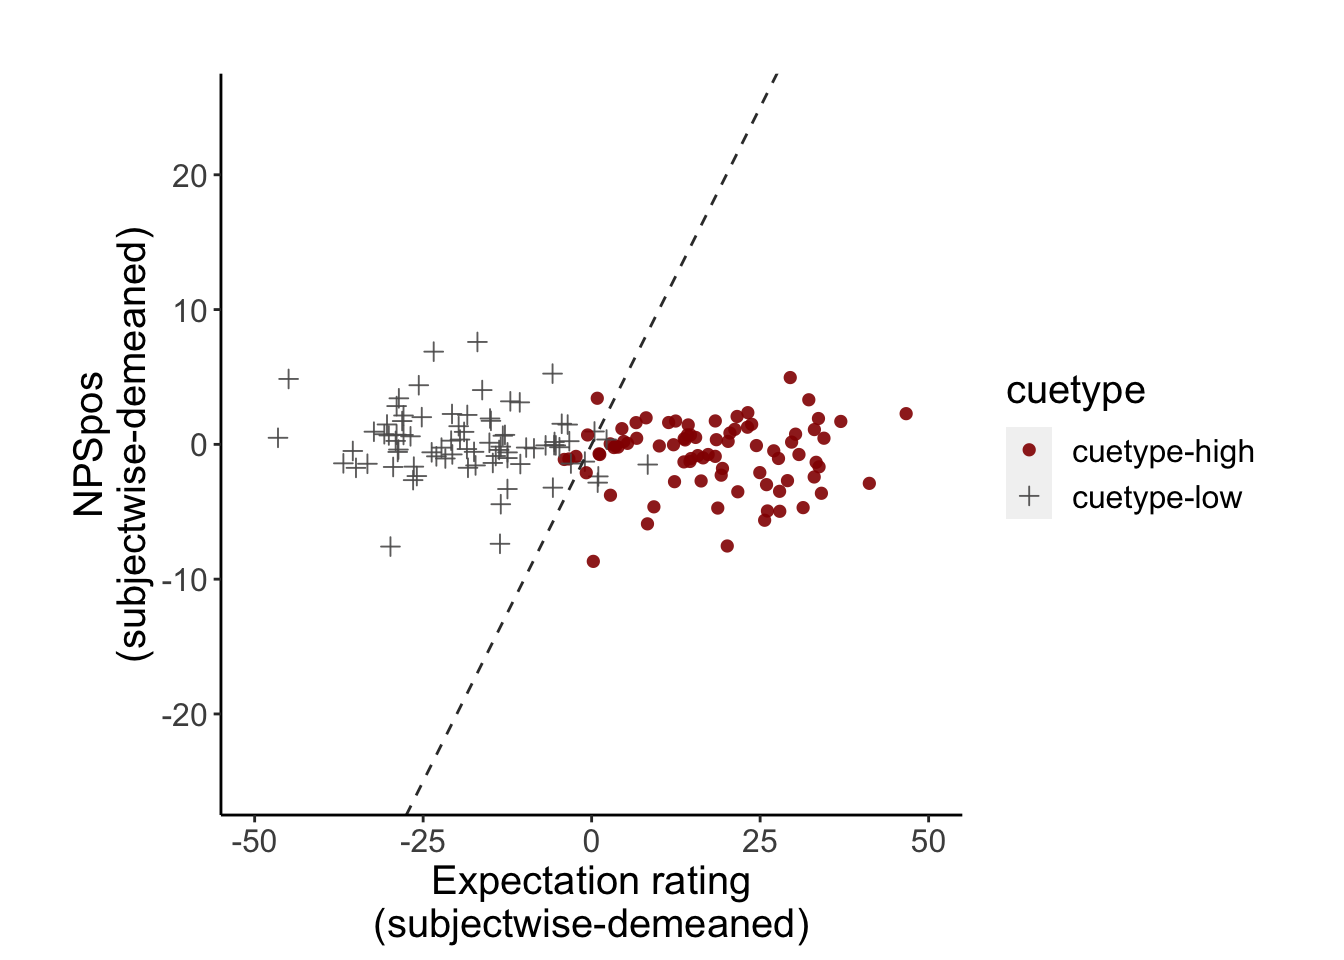 NPSpos
(subjectwise-demeaned)
20
10
0
-10
-20
-50
-25
0
25
50
Expectation rating
(subjectwise-demeaned)
cuetype
cuetype-high
cuetype-low